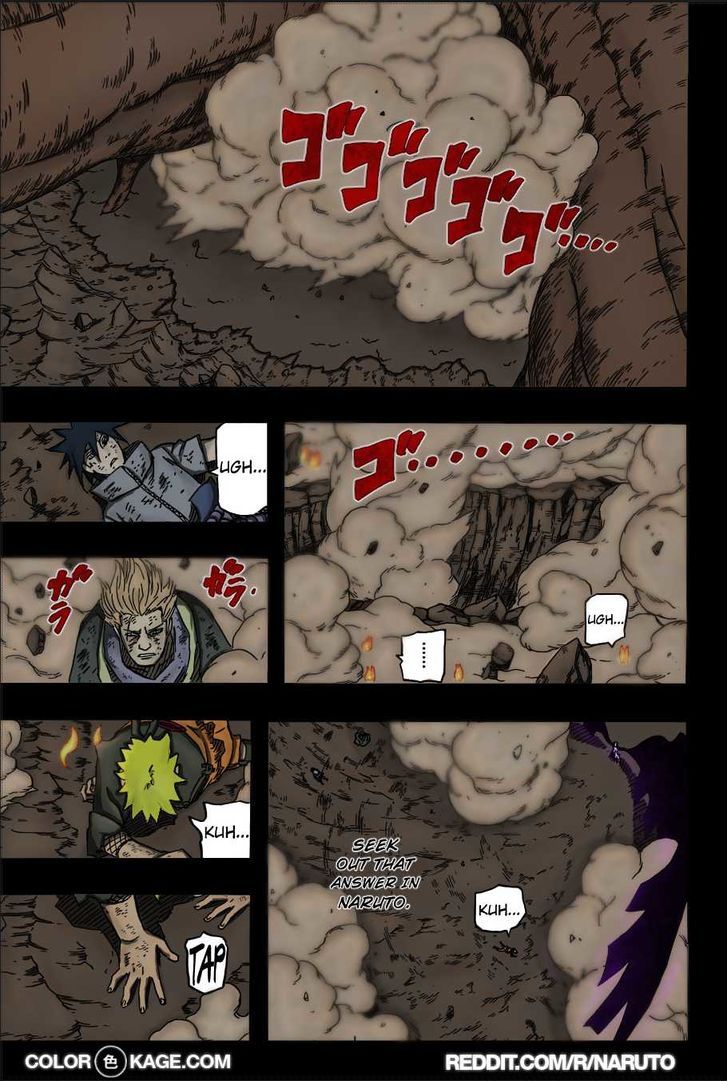 ゴゴゴゴゴ‥‥
ゴ‥‥‥‥
UGH...
......
UGH...
ガラ
ガラ.
SEEK
OUT THAT
ANSWER IN
NARUTO.
KUH...
KUH...
TAP
COLOR 色 KAGE.COM
REDDIT.COM/R/NARUTO